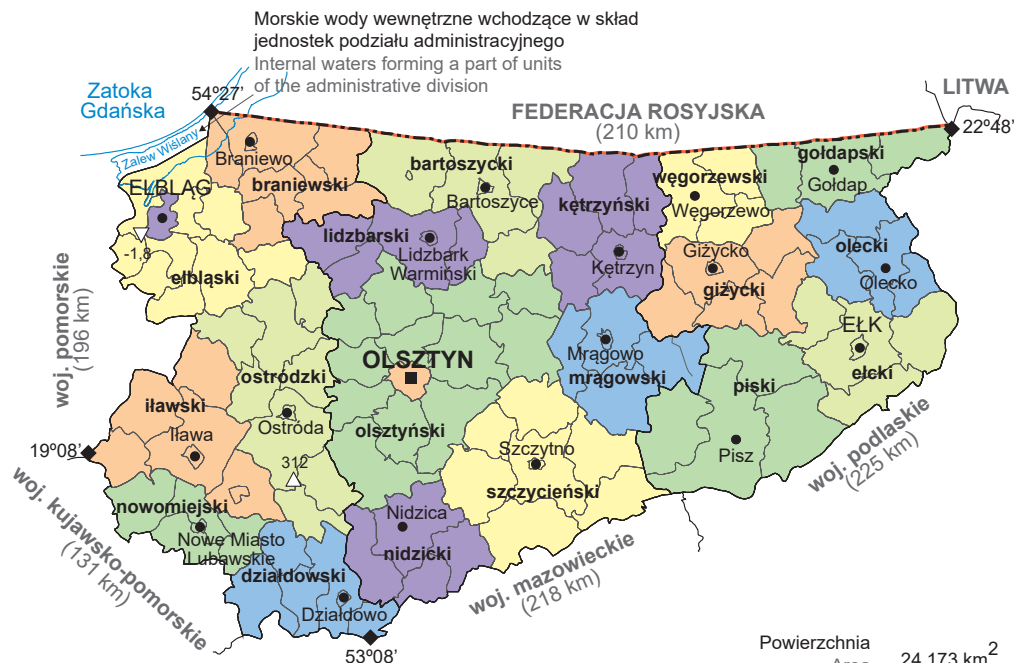 Morskie wody wewnętrzne wchodzące w skład
jednostek podziału administracyjnego
Internal waters forming a part of units
of the administrative division
Zatoka
Gdańska
54º27’
FEDERACJA ROSYJSKA
(210 km)
LITWA
22º48’
Zalew Wiślany
Braniewo
braniewski
bartoszycki
Bartoszyce
kętrzyński
Kętrzyn
węgorzewski
Węgorzewo
gołdapski
Gołdap
ELBLĄG
-1,8
elbląski
lidzbarski
Lidzbark
Warmiński
Giżycko
giżycki
olecki
Olecko
woj. pomorskie
(196 km)
ostródzki
Ostróda
312
OLSZTYN
olsztyński
Mrągowo
mrągowski
EŁK
ełcki
piski
Pisz
iławski
Iława
19º08’
Szczytno
szczycieński
woj. podlaskie
(225 km)
nowomiejski
Nowe Miasto
Lubawskie
Nidzica
nidzicki
działdowski
Działdowo
woj. kujawsko-pomorskie
(131 km)
woj. mazowieckie
(218 km)
53º08’
Powierzchnia
24 173 km²